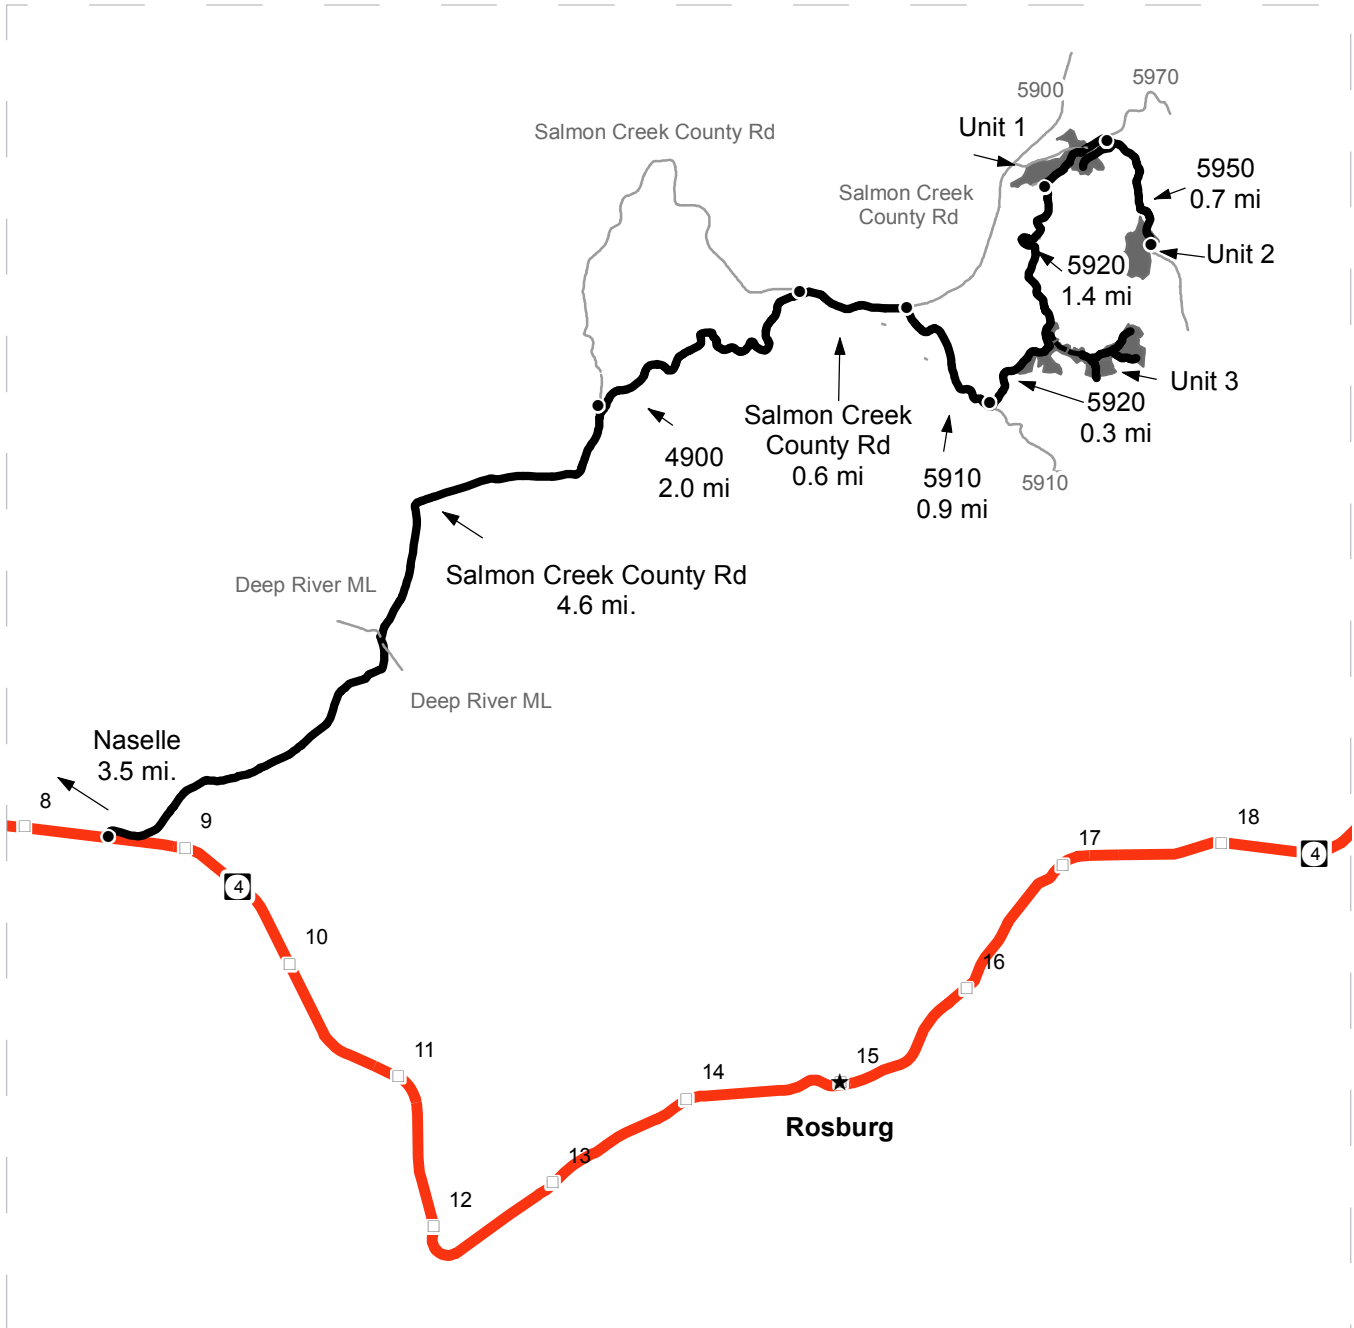 5970
5900
Unit 1
Salmon Creek County Rd
5950
0.7 mi
Salmon Creek
County Rd
Unit 2
5920
1.4 mi
Unit 3
5920
0.3 mi
Salmon Creek
County Rd
0.6 mi
4900
2.0 mi
5910
0.9 mi
5910
Salmon Creek County Rd
4.6 mi.
Deep River ML
Deep River ML
Naselle
3.5 mi.
8
9
4
10
11
12
13
14
15
16
17
18
4
Rosburg